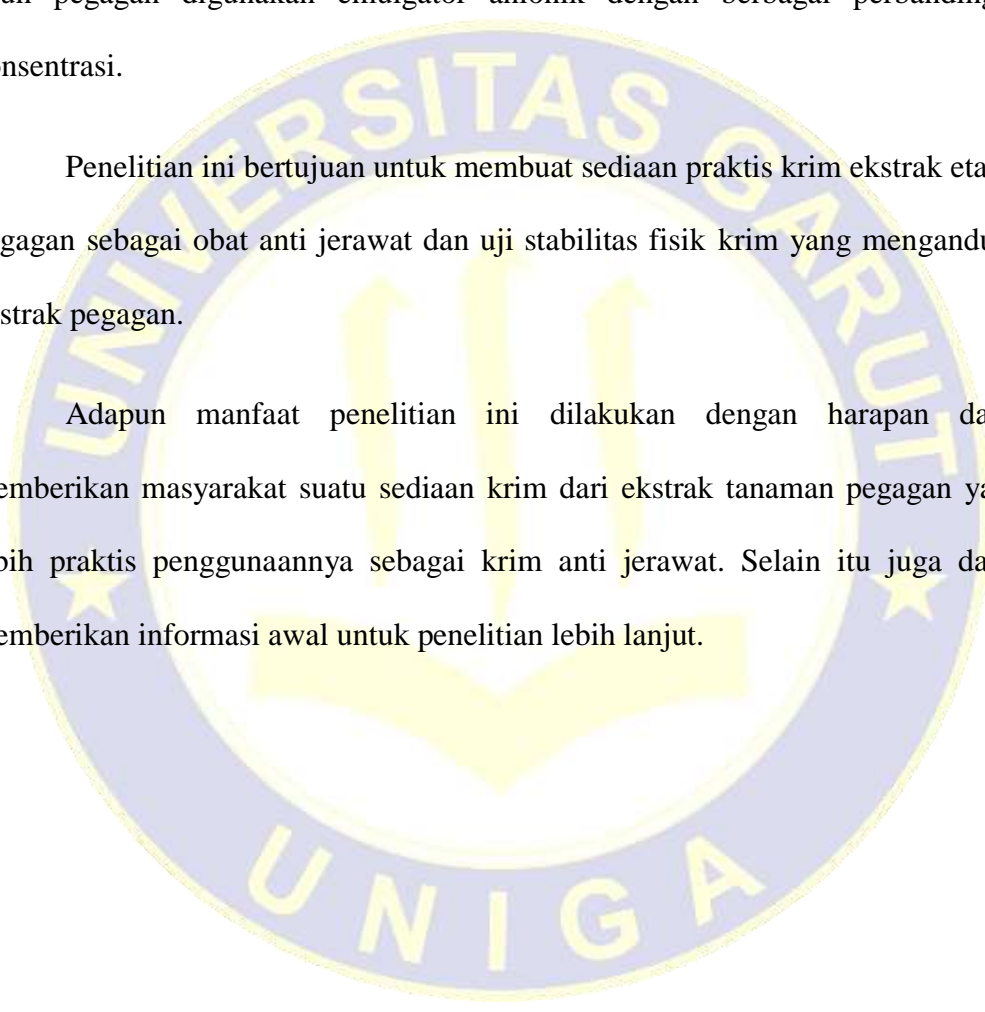 pegagan digunakan emulgator anionik dengan berbagai perbanding
onsentrasi.
Penelitian ini bertujuan untuk membuat sediaan praktis krim ekstrak eta
gagan sebagai obat anti jerawat dan uji stabilitas fisik krim yang mengandu
strak pegagan.
Adapun manfaat penelitian ini dilakukan dengan harapan da
emberikan masyarakat suatu sediaan krim dari ekstrak tanaman pegagan ya
bih praktis penggunaannya sebagai krim anti jerawat. Selain itu juga da
emberikan informasi awal untuk penelitian lebih lanjut.
UNIVERSITAS GARUT
UNIGA